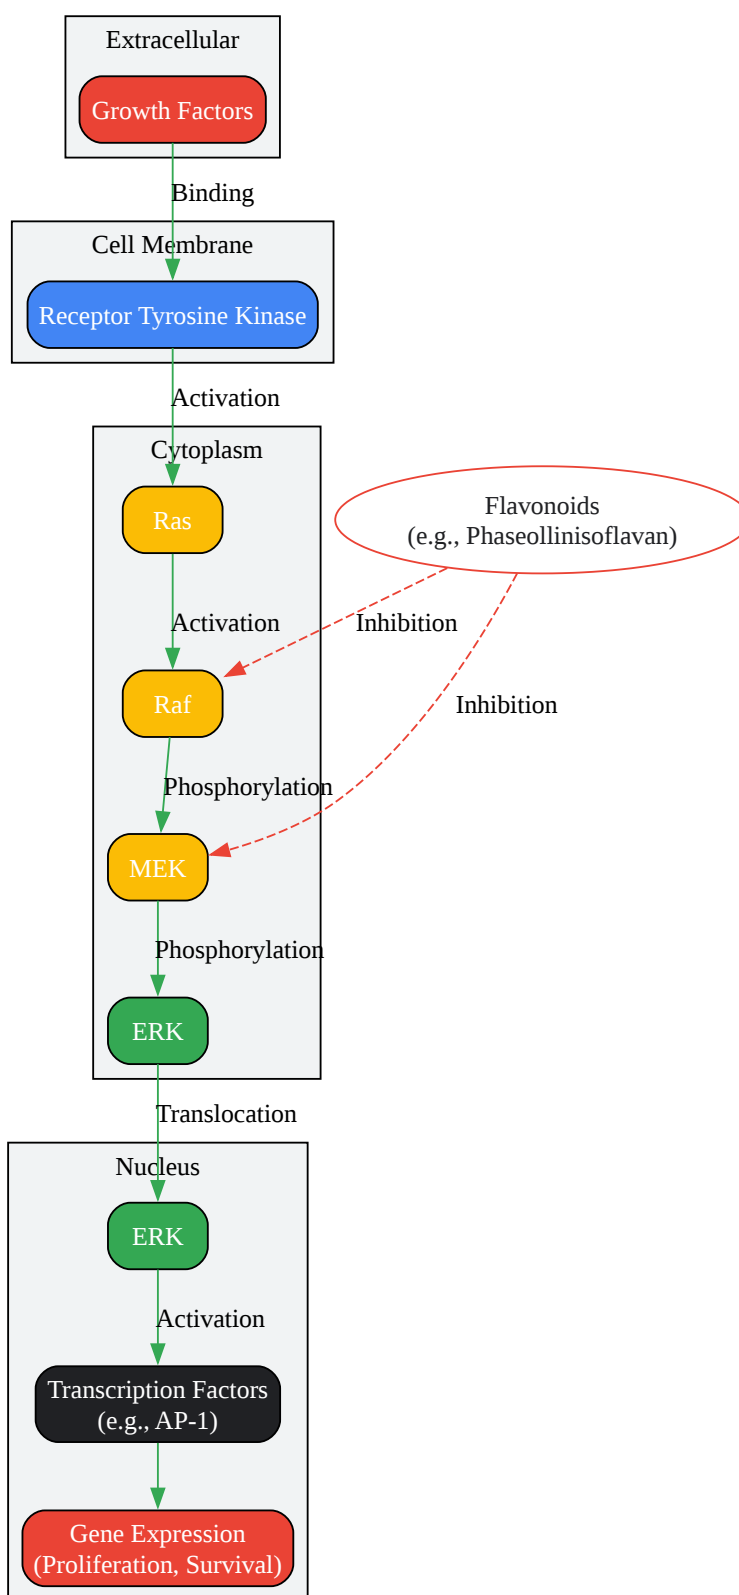 Extracellular
Growth Factors
Binding
Cell Membrane
Receptor Tyrosine Kinase
Activation
Cytoplasm
Ras
Flavonoids
(e.g., Phaseollinisoflavan)
Activation
Inhibition
Raf
Inhibition
Phosphorylation
MEK
Phosphorylation
ERK
Translocation
Nucleus
ERK
Activation
Transcription Factors
(e.g., AP-1)
Gene Expression
(Proliferation, Survival)